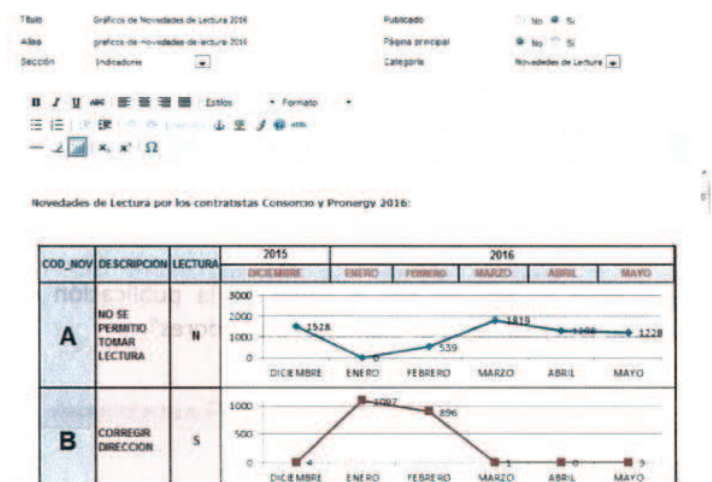 Título Gráficos de Novedades de Lectura 2016 Publicado No Si
Alias graficos-de-novedades-de-lectura-2016 Página principal No Si
Sección Indicadores Categoría Novedades de Lectura
B I U ABC Estilos Formato
HTML
x, x' Ω
Novedades de Lectura por los contratistas Consorcio y Pronergy 2016:
COD_NOV DESCRIPCION LECTURA 2015 2016
DICIEMBRE ENERO FEBRERO MARZO ABRIL MAYO
A NO SE PERMITIO TOMAR LECTURA N
3000
2000
1000
0
1528 0 539 1819 1228
DICIEMBRE ENERO FEBRERO MARZO ABRIL MAYO
B CORREGIR DIRECCION S
1000
500
0
4 1097 896 1 0 3
DICIEMBRE ENERO FEBRERO MARZO ABRIL MAYO
la publicación